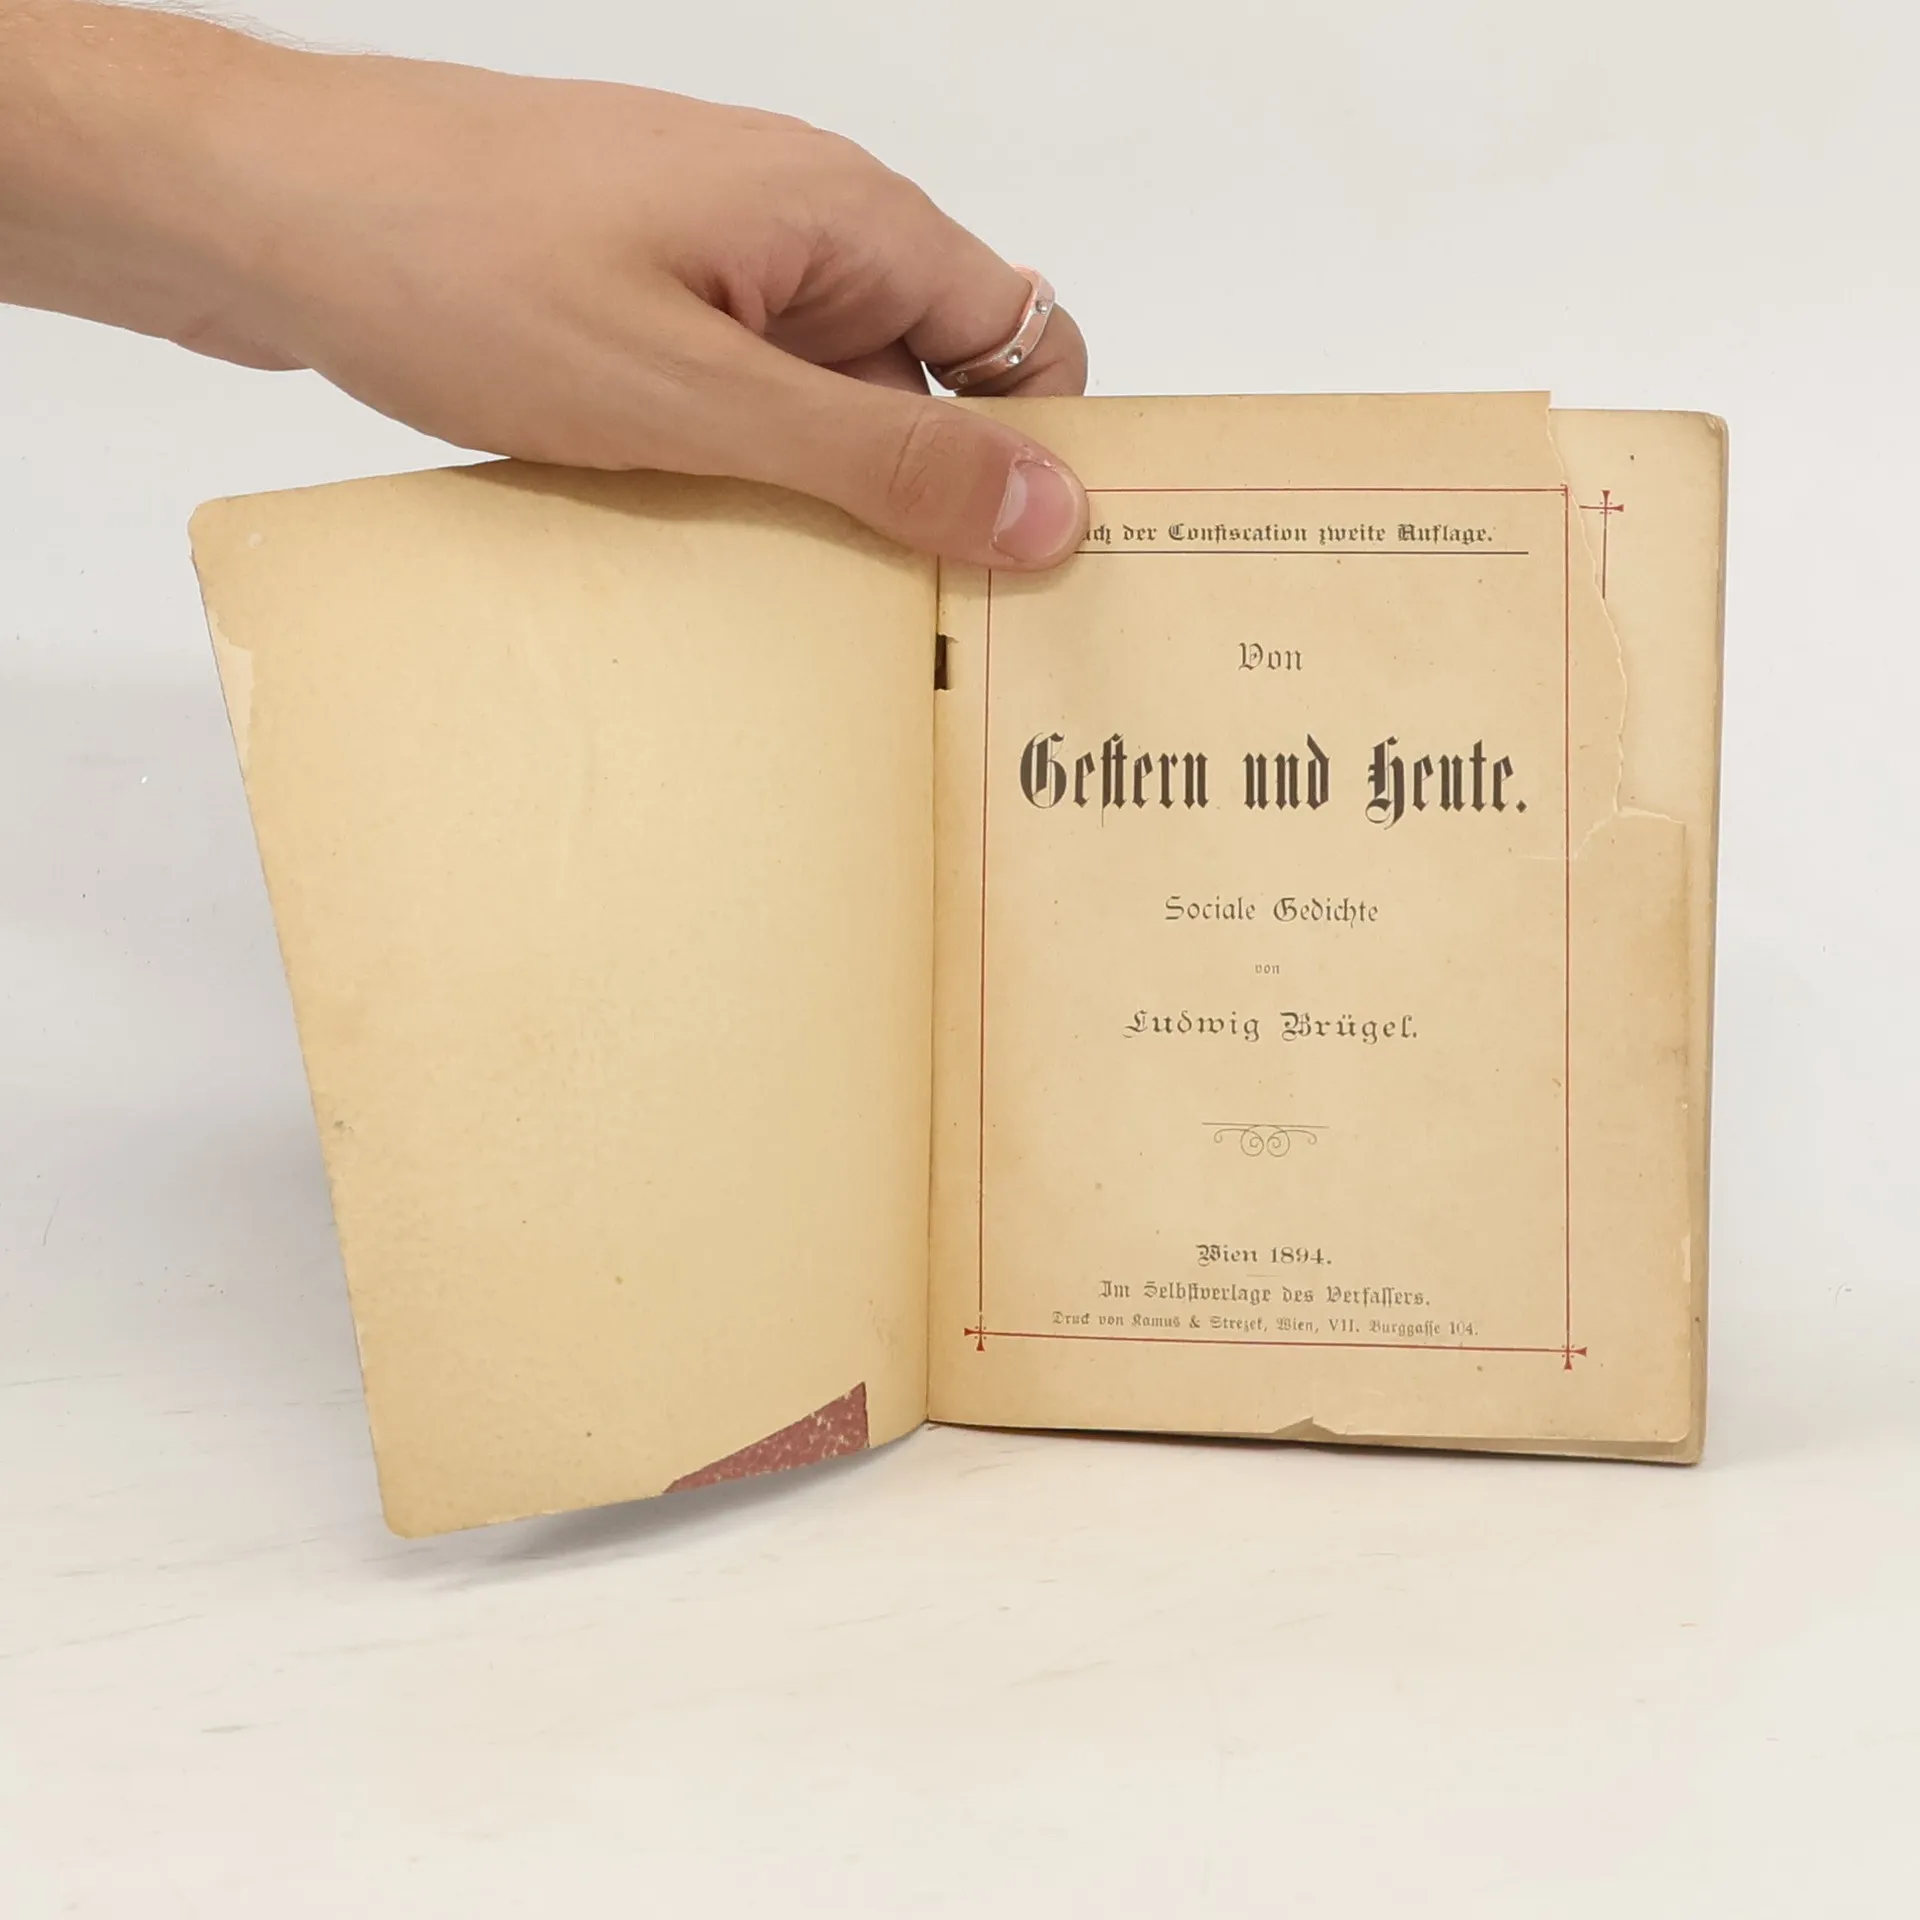 der Confiscation zweite Auflage.
Von
Gestern und Heute.
Sociale Gedichte
von
Ludwig Brügel.
Wien 1894.
Im Selbstverlage des Verfassers.
Druck von Kamus & Strezek, Wien, VII. Burggasse 104.